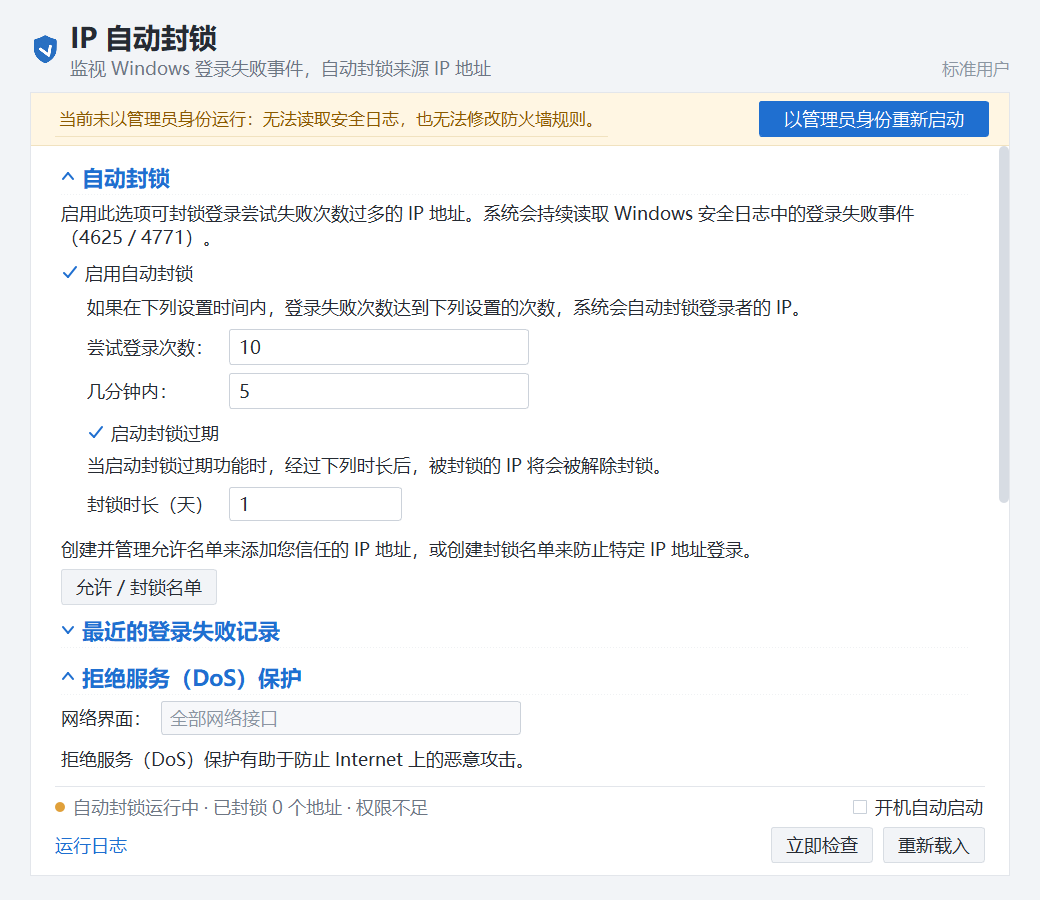 IP 自动封锁
监视 Windows 登录失败事件，自动封锁来源 IP 地址
标准用户
当前未以管理员身份运行：无法读取安全日志，也无法修改防火墙规则。
以管理员身份重新启动
自动封锁
启用此选项可封锁登录尝试失败次数过多的 IP 地址。系统会持续读取 Windows 安全日志中的登录失败事件
（4625 / 4771）。
启用自动封锁
如果在下列设置时间内，登录失败次数达到下列设置的次数，系统会自动封锁登录者的 IP。
尝试登录次数：
10
几分钟内：
5
启动封锁过期
当启动封锁过期功能时，经过下列时长后，被封锁的 IP 将会被解除封锁。
封锁时长（天）
1
创建并管理允许名单来添加您信任的 IP 地址，或创建封锁名单来防止特定 IP 地址登录。
允许 / 封锁名单
最近的登录失败记录
拒绝服务（DoS）保护
网络界面：
全部网络接口
拒绝服务（DoS）保护有助于防止 Internet 上的恶意攻击。
自动封锁运行中 · 已封锁 0 个地址 · 权限不足
开机自动启动
运行日志
立即检查
重新载入